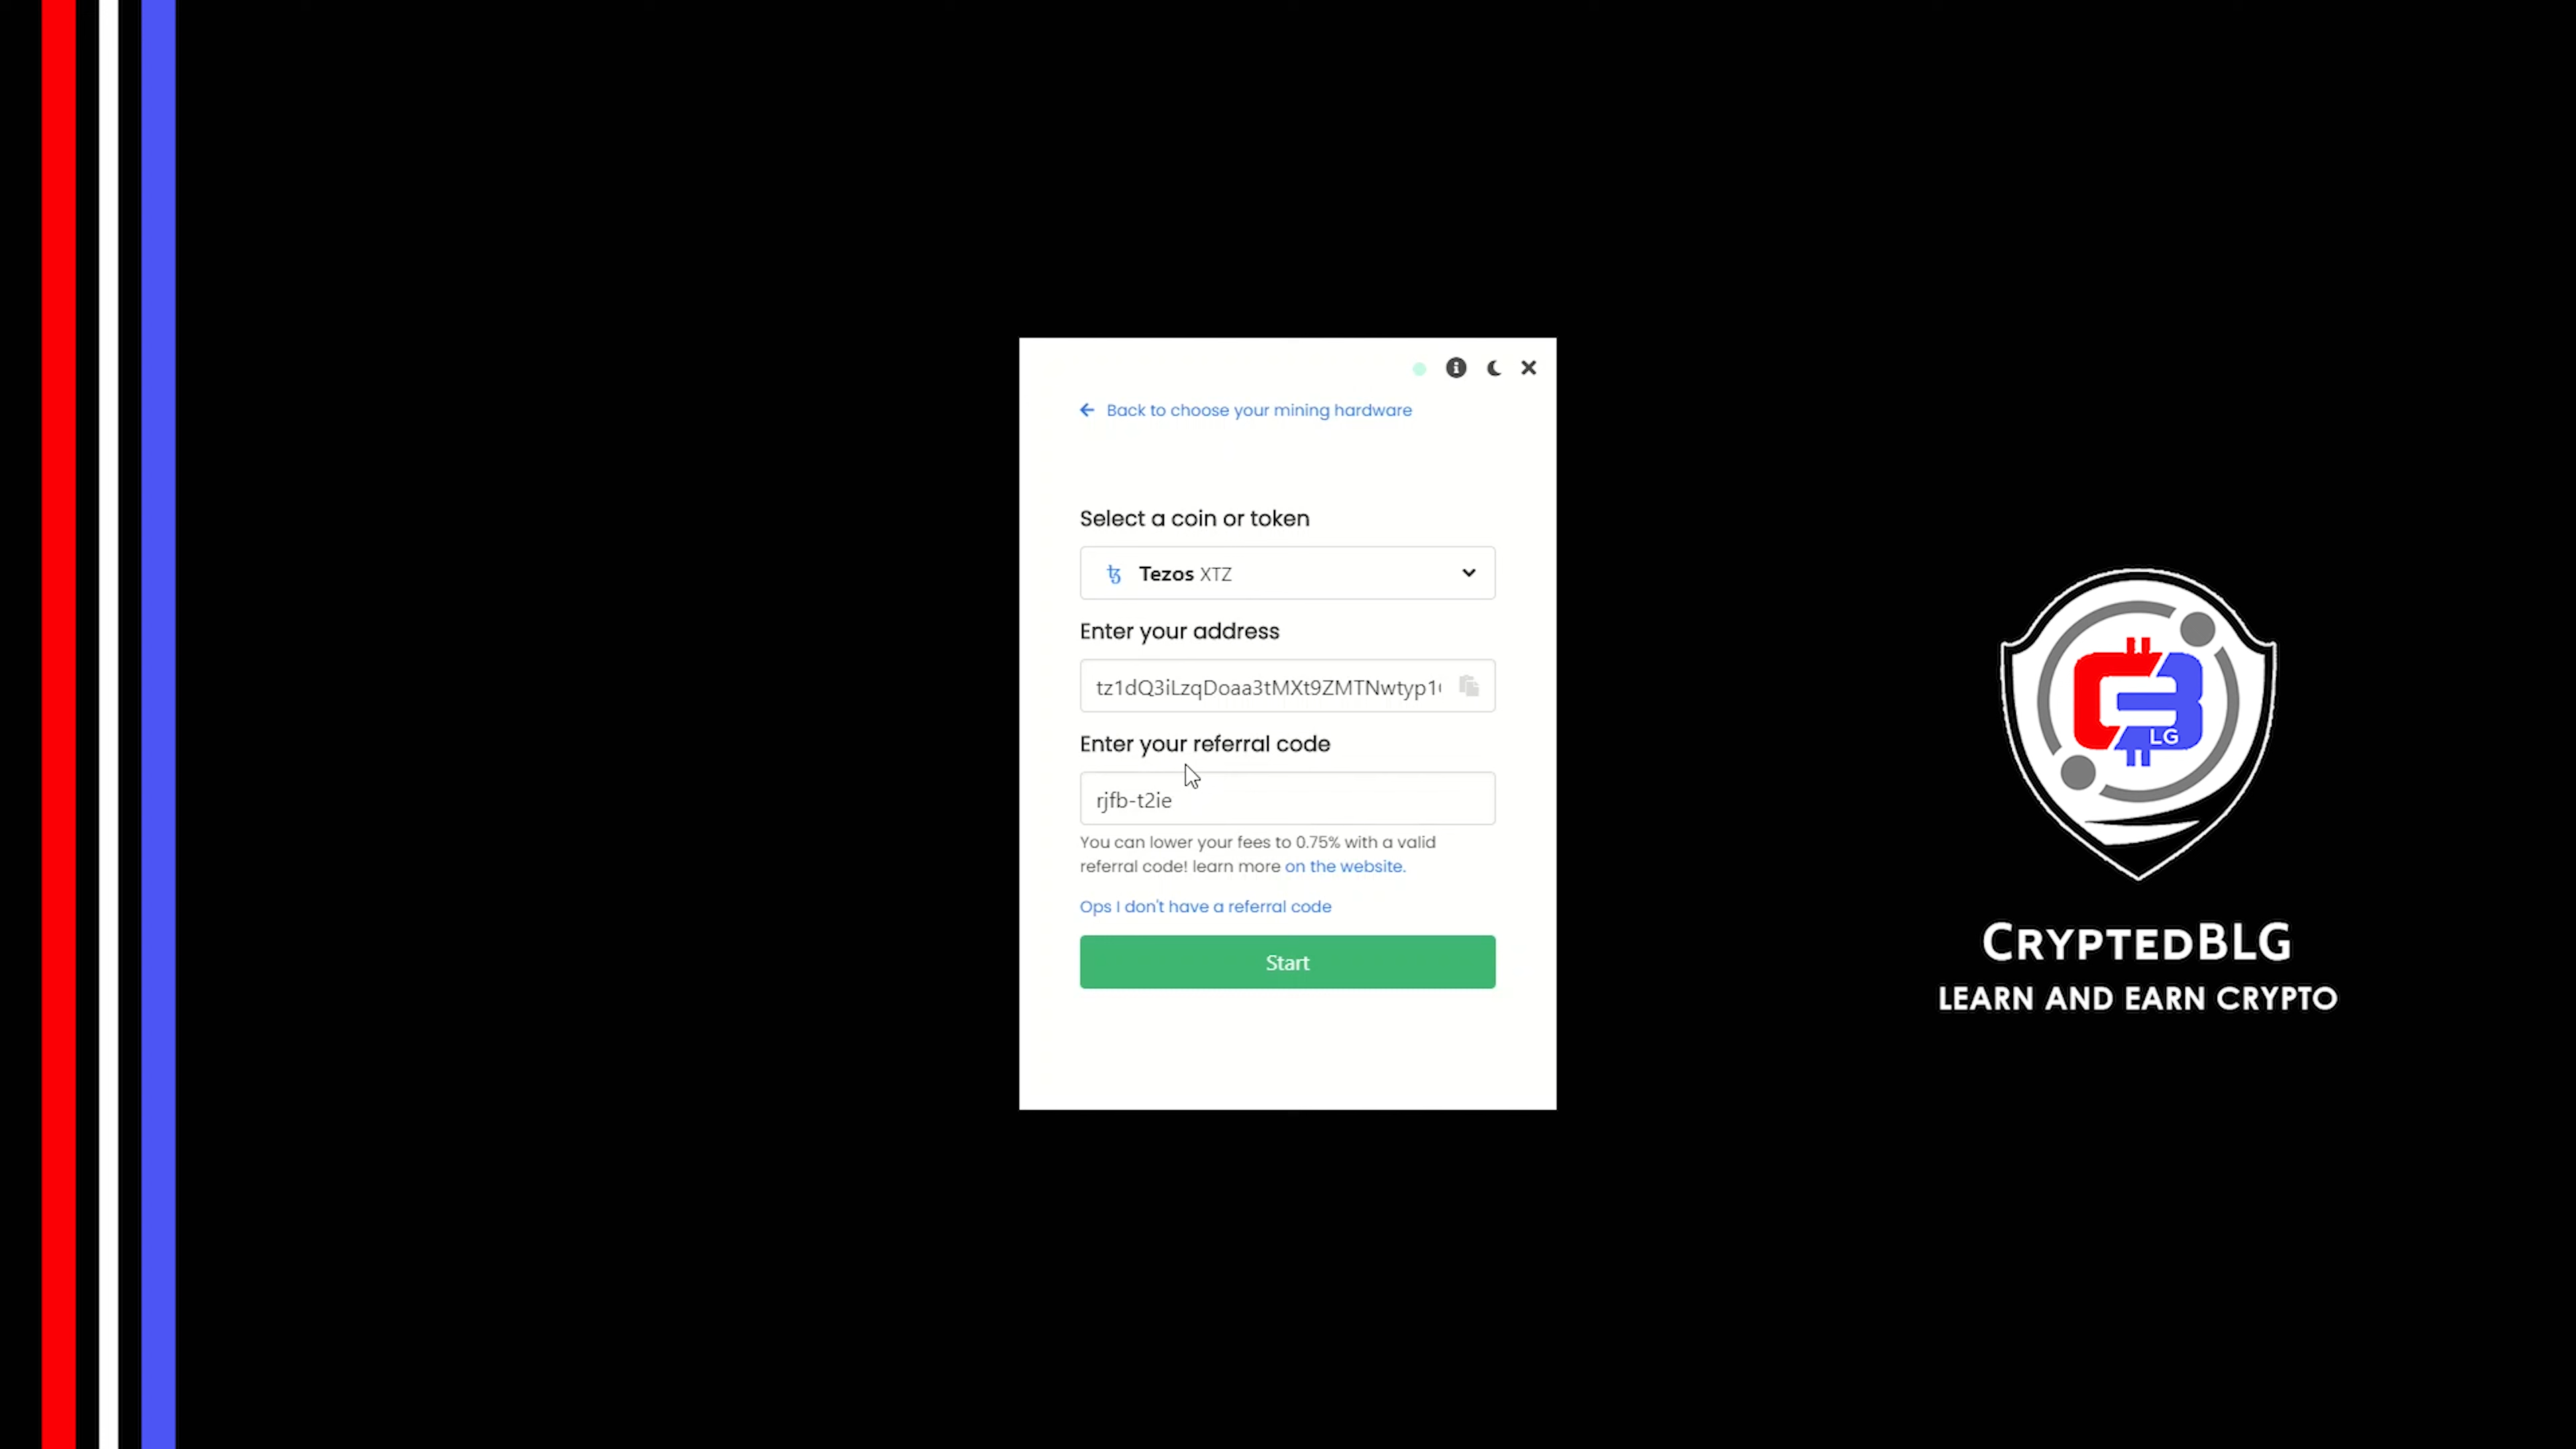 Back to choose your mining hardware
Select a coin or token
Tezos XTZ
Enter your address
tz1dQ3iLzqDoaa3tMXt9ZMTNwtyp1
Enter your referral code
rjfb-t2ie
You can lower your fees to 0.75% with a valid
referral code! learn more on the website.
Ops I don't have a referral code
Start
LG
CRYPTEDBLG
LEARN AND EARN CRYPTO